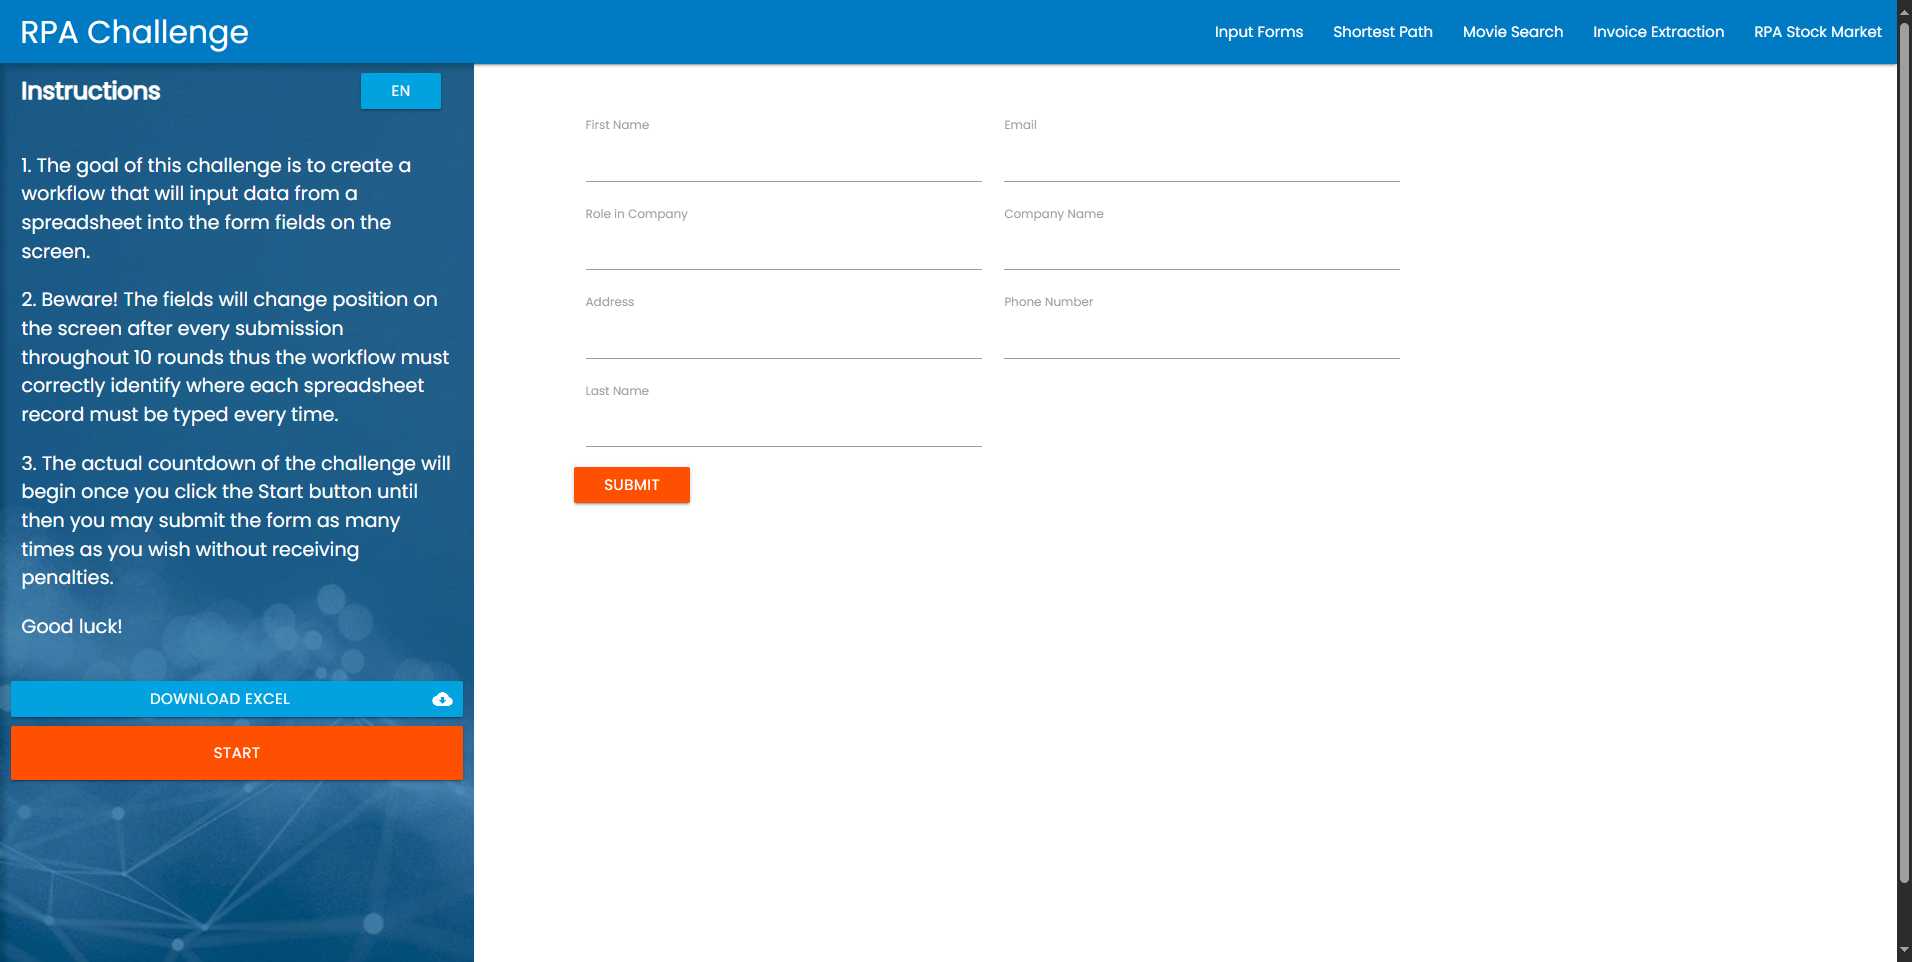 RPA Challenge
Input Forms
Shortest Path
Movie Search
Invoice Extraction
RPA Stock Market
Instructions
EN
1. The goal of this challenge is to create a
workflow that will input data from a
spreadsheet into the form fields on the
screen.
2. Beware! The fields will change position on
the screen after every submission
throughout 10 rounds thus the workflow must
correctly identify where each spreadsheet
record must be typed every time.
3. The actual countdown of the challenge will
begin once you click the Start button until
then you may submit the form as many
times as you wish without receiving
penalties.
Good luck!
DOWNLOAD EXCEL
START
First Name
Email
Role in Company
Company Name
Address
Phone Number
Last Name
SUBMIT